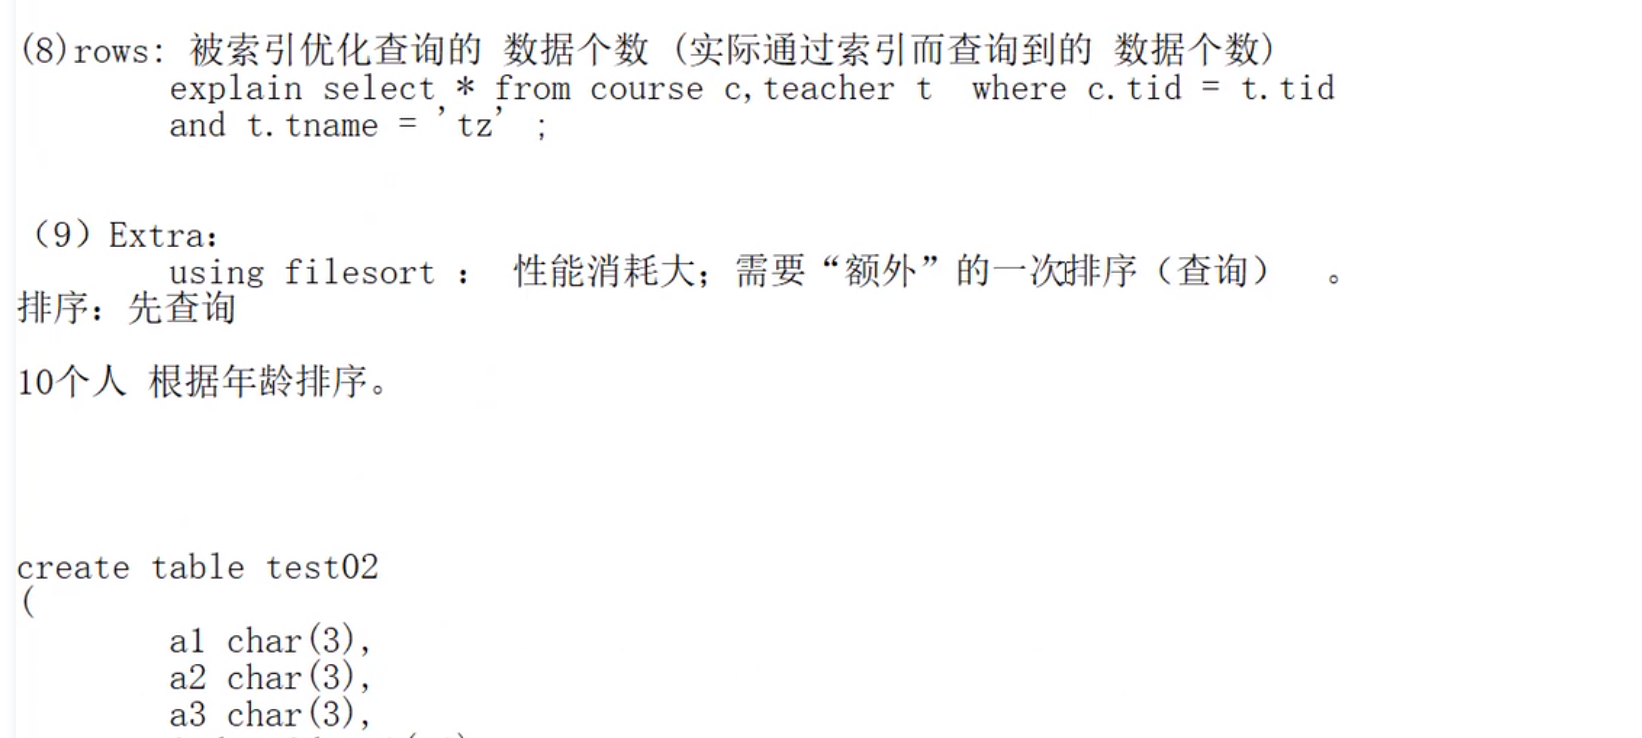 (8)rows: 被索引优化查询的 数据个数 (实际通过索引而查询到的 数据个数)
explain select * from course c,teacher t  where c.tid = t.tid
and t.tname = 'tz' ;
（9）Extra：
using filesort ： 性能消耗大；需要“额外”的一次排序（查询）  。
排序：先查询
10个人 根据年龄排序。
create table test02
(
a1 char(3),
a2 char(3),
a3 char(3),